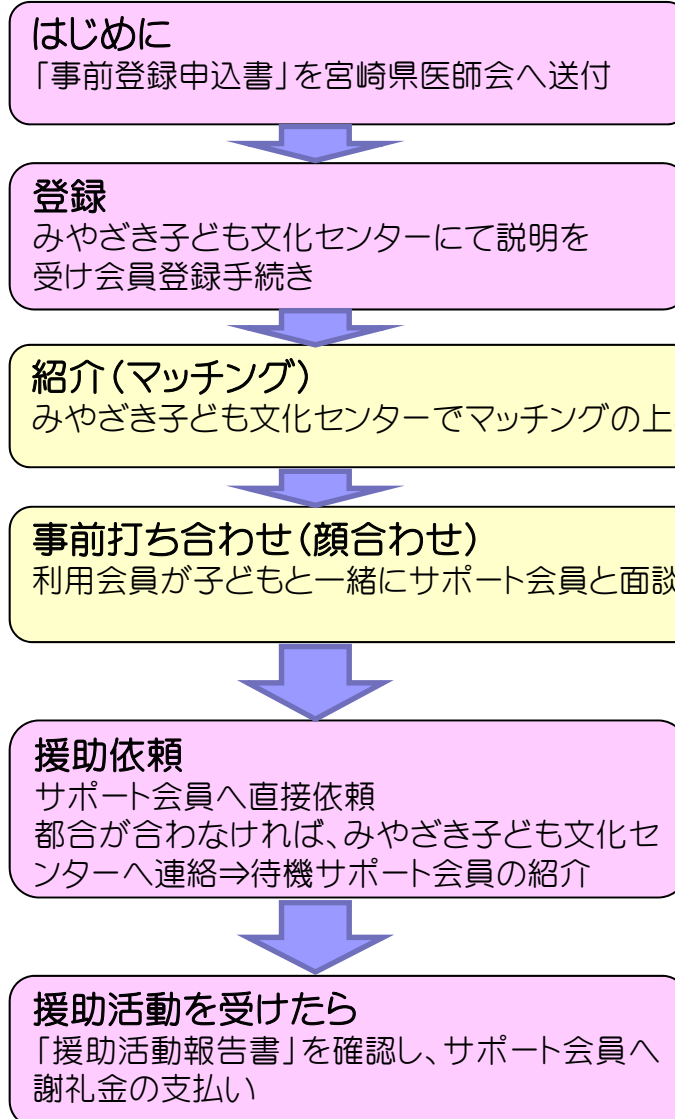 はじめに
「事前登録申込書」を宮崎県医師会へ送付
登録
みやざき子ども文化センターにて説明を
受け会員登録手続き
紹介（マッチング）
みやざき子ども文化センターでマッチングの上
事前打ち合わせ（顔合わせ）
利用会員が子どもと一緒にサポート会員と面談
援助依頼
サポート会員へ直接依頼
都合が合わなければ、みやざき子ども文化セ
ンターへ連絡⇒待機サポート会員の紹介
援助活動を受けたら
「援助活動報告書」を確認し、サポート会員へ
謝礼金の支払い